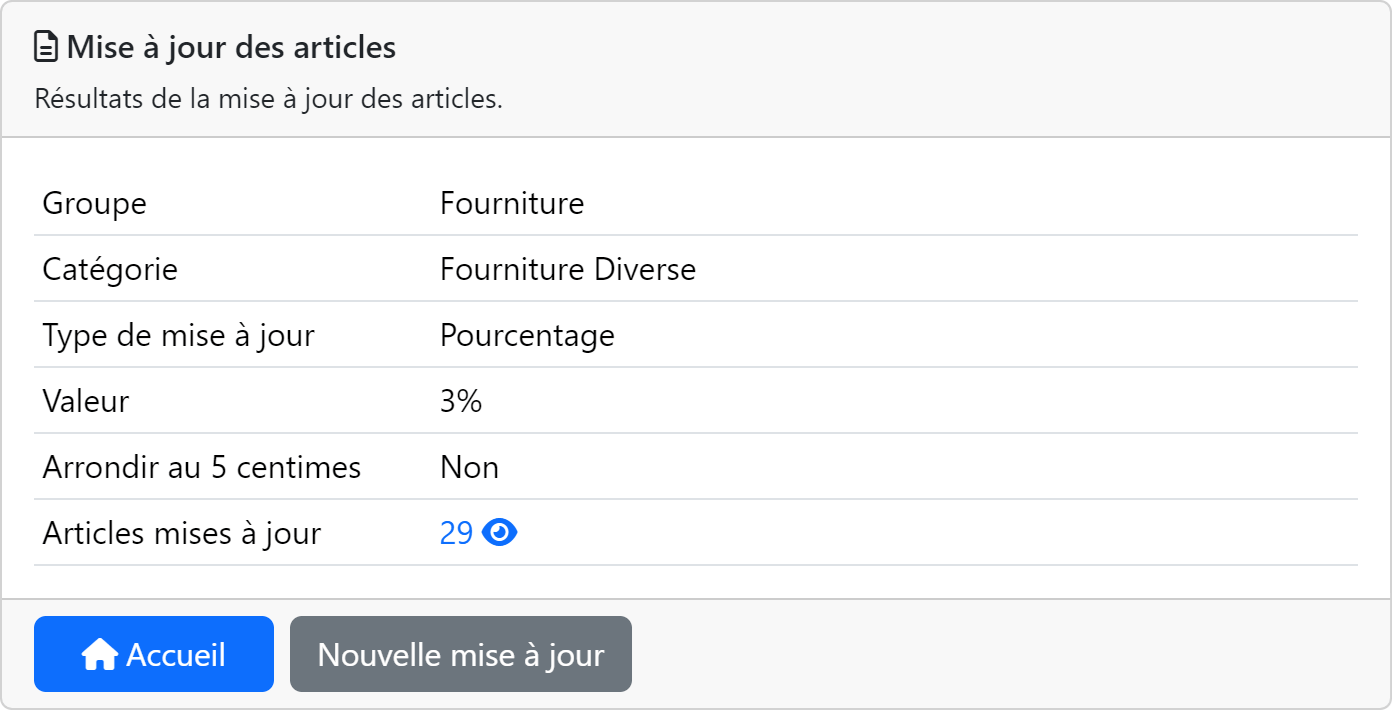 Mise à jour des articles
Résultats de la mise à jour des articles.
Groupe Fourniture
Catégorie Fourniture Diverse
Type de mise à jour Pourcentage
Valeur 3%
Arrondir au 5 centimes Non
Articles mises à jour 29
Accueil Nouvelle mise à jour